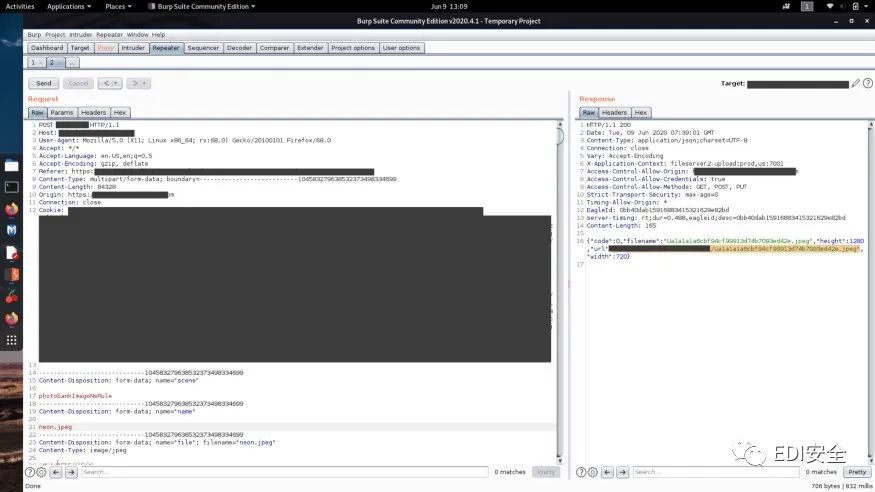 Activities Applications Places Burp Suite Community Edition Jun 9 13:09 1
Burp Suite Community Edition v2020.4.1 - Temporary Project
Burp Project Intruder Repeater Window Help
Dashboard Target Proxy Intruder Repeater Sequencer Decoder Comparer Extender Project options User options
1 2 ...
Send Cancel < > Target:
Request
Raw Params Headers Hex
1 POST HTTP/1.1
2 Host:
3 User-Agent: Mozilla/5.0 (X11; Linux x86_64; rv:68.0) Gecko/20100101 Firefox/68.0
4 Accept: */*
5 Accept-Language: en-US,en;q=0.5
6 Accept-Encoding: gzip, deflate
7 Referer: https:
8 Content-Type: multipart/form-data; boundary=---------------------------104583279638532373498334699
9 Content-Length: 84328
10 Origin: https:
11 Connection: close
12 Cookie:
13
14 -----------------------------104583279638532373498334699
15 Content-Disposition: form-data; name="scene"
16
17 photobankImageNsRule
18 -----------------------------104583279638532373498334699
19 Content-Disposition: form-data; name="name"
20
21 neon.jpeg
22 -----------------------------104583279638532373498334699
23 Content-Disposition: form-data; name="file"; filename="neon.jpeg"
24 Content-Type: image/jpeg
25
Search... 0 matches Pretty
Response
Raw Headers Hex
1 HTTP/1.1 200
2 Date: Tue, 09 Jun 2020 07:39:01 GMT
3 Content-Type: application/json;charset=UTF-8
4 Connection: close
5 Vary: Accept-Encoding
6 X-Application-Context: fileserver2-upload:prod,us:7001
7 Access-Control-Allow-Origin:
8 Access-Control-Allow-Credentials: true
9 Access-Control-Allow-Methods: GET, POST, PUT
10 Strict-Transport-Security: max-age=0
11 Timing-Allow-Origin: *
12 EagleId: 0bb40dab15916883415321629e82bd
13 server-timing: rt;dur=0.488,eagleid;desc=0bb40dab15916883415321629e82bd
14 Content-Length: 165
15
16 {"code":0,"filename":"Ua1a1a1a6cbf94cf99913d74b7093ed42e.jpeg","height":1280
,"url" /ua1a1a1a6cbf94cf99913d74b7093ed42e.jpeg",
"width":720}
17
Search... 0 matches Pretty
EDI安全
Done 706 bytes | 832 millis